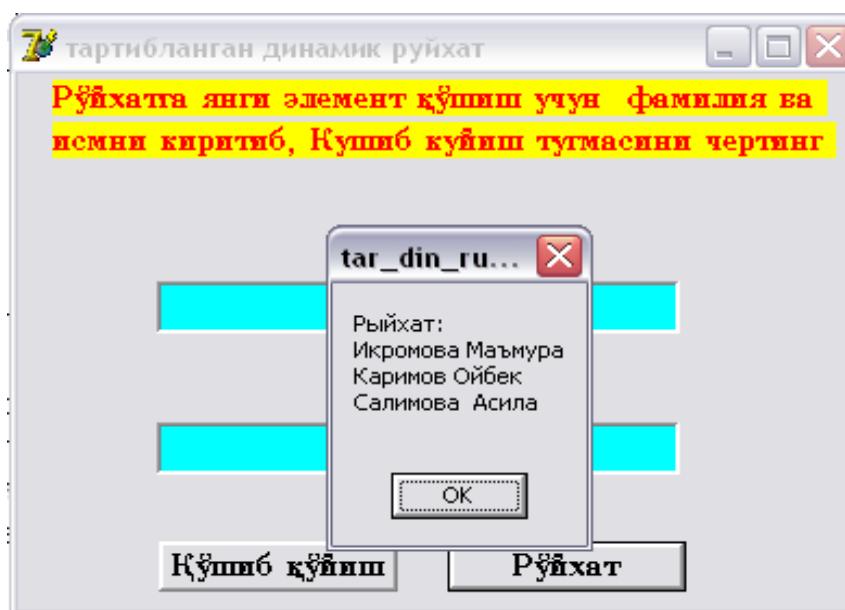 тартибланган динамик руйхат
Рўйхатга янги элемент қўшиш учун фамилия ва
исмни киритиб, Кушиб куйиш тугмасини чертинг
tar_din_ru...
Рыйхат:
Икромова Маъмура
Каримов Ойбек
Салимова Асила
OK
Қўшиб қўйиш
Рўйхат